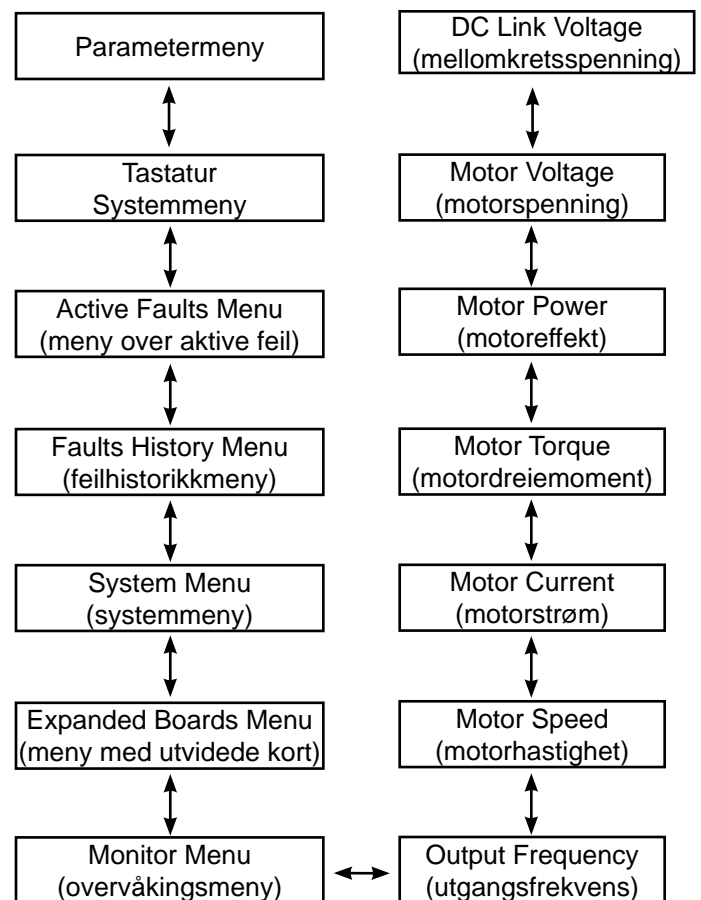 Parametermeny
Tastatur
Systemmeny
Active Faults Menu
(meny over aktive feil)
Faults History Menu
(feilhistorikkmeny)
System Menu
(systemmeny)
Expanded Boards Menu
(meny med utvidede kort)
Monitor Menu
(overvåkingsmeny)
DC Link Voltage
(mellomkretsspenning)
Motor Voltage
(motorspenning)
Motor Power
(motoreffekt)
Motor Torque
(motordreiemoment)
Motor Current
(motorstrøm)
Motor Speed
(motorhastighet)
Output Frequency
(utgangsfrekvens)